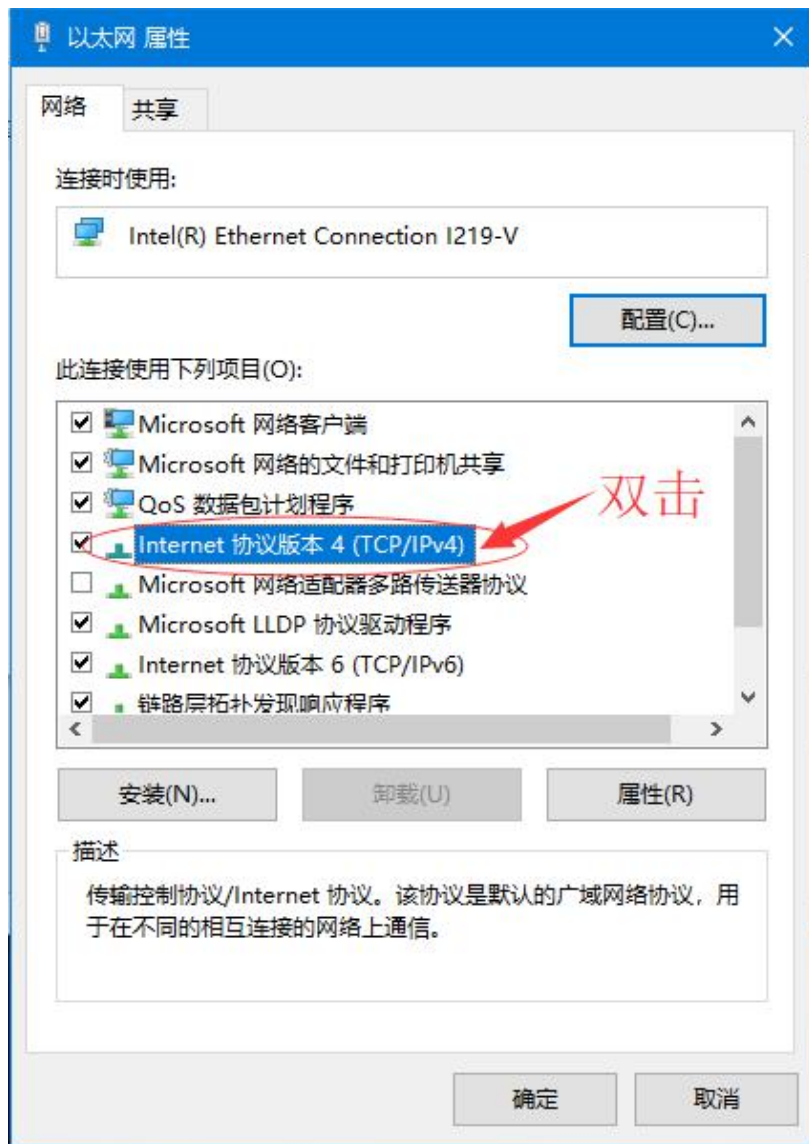 以太网 属性
网络
共享
连接时使用:
Intel(R) Ethernet Connection I219-V
配置(C)...
此连接使用下列项目(O):
Microsoft 网络客户端
Microsoft 网络的文件和打印机共享
QoS 数据包计划程序
双击
Internet 协议版本 4 (TCP/IPv4)
Microsoft 网络适配器多路传送器协议
Microsoft LLDP 协议驱动程序
Internet 协议版本 6 (TCP/IPv6)
链路层拓扑发现响应程序
安装(N)...
卸载(U)
属性(R)
描述
传输控制协议/Internet 协议。该协议是默认的广域网络协议，用
于在不同的相互连接的网络上通信。
确定
取消